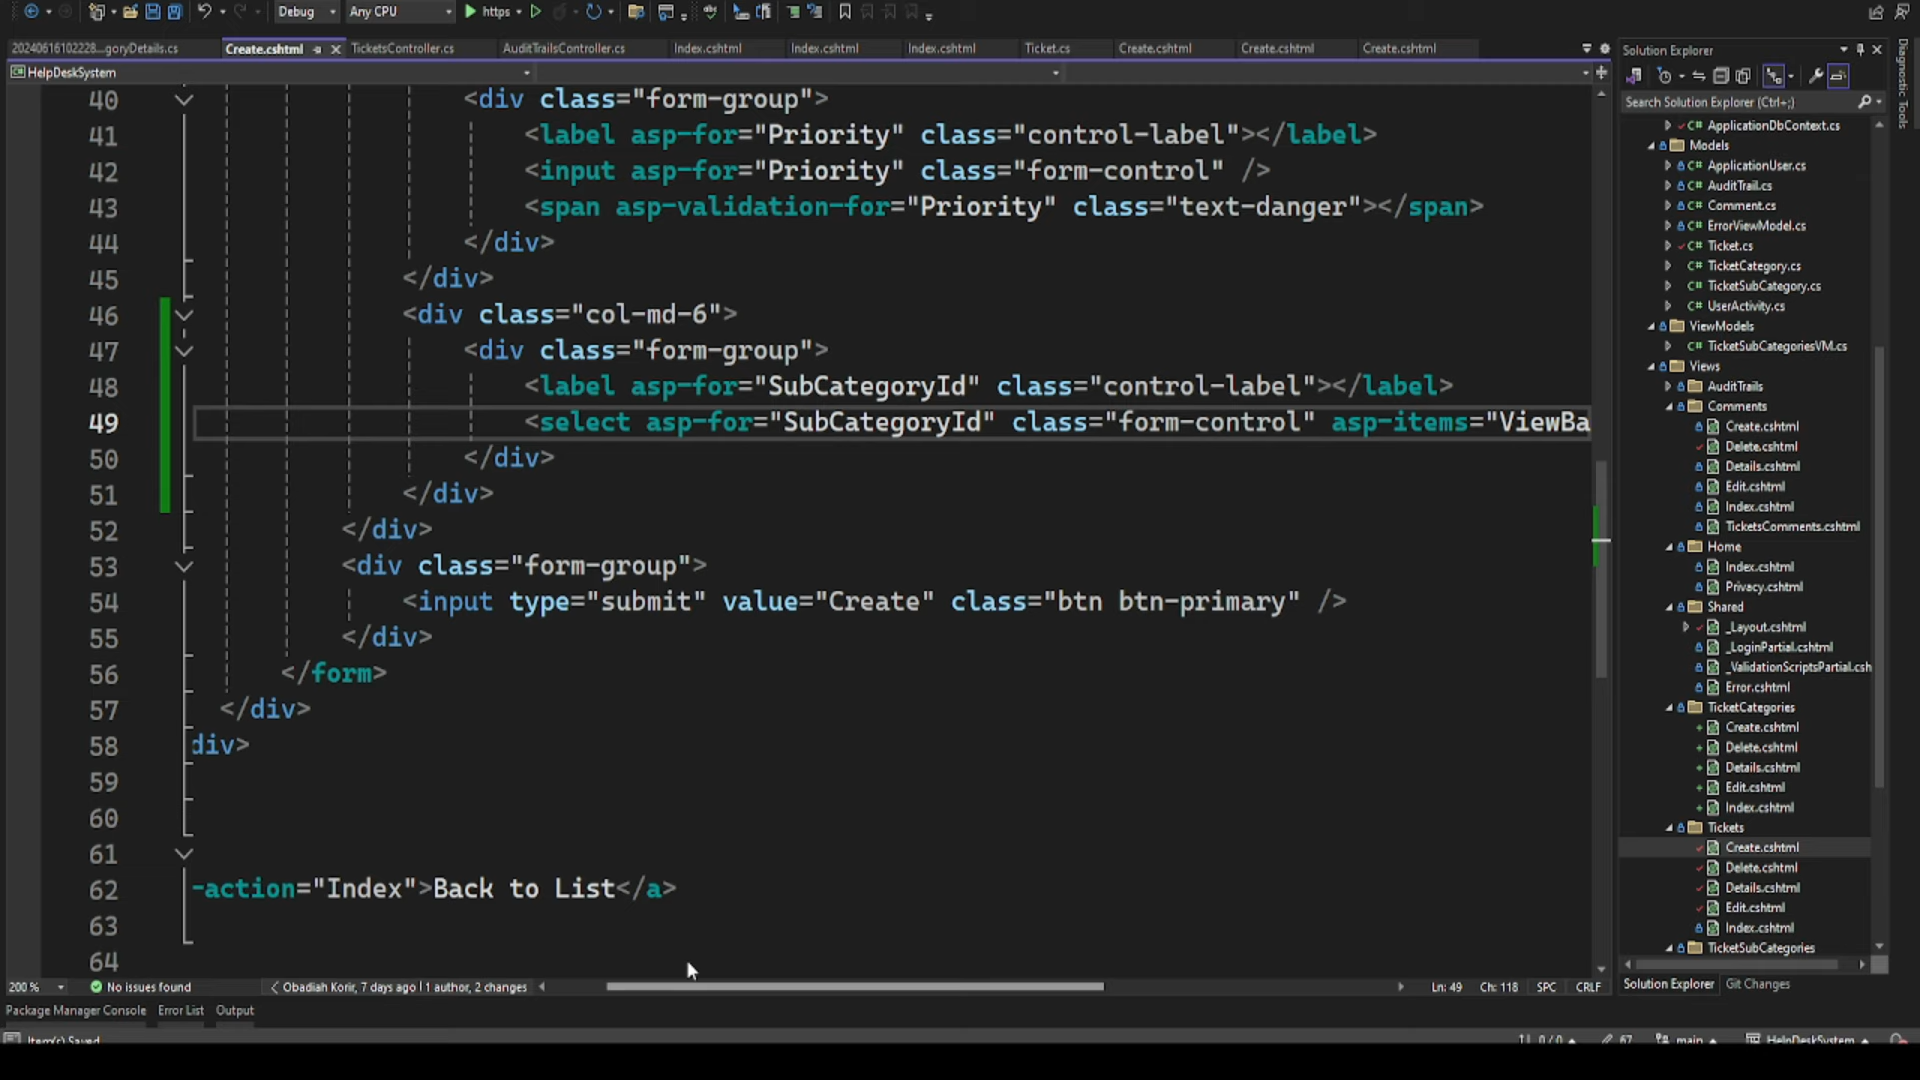 Debug
Any CPU
https
20240616102228...goryDetails.cs
Create.cshtml
TicketsController.cs
AuditTrailsController.cs
Index.cshtml
Index.cshtml
Index.cshtml
Ticket.cs
Create.cshtml
Create.cshtml
Create.cshtml
HelpDeskSystem
40 <div class="form-group">
41 <label asp-for="Priority" class="control-label"></label>
42 <input asp-for="Priority" class="form-control" />
43 <span asp-validation-for="Priority" class="text-danger"></span>
44 </div>
45 </div>
46 <div class="col-md-6">
47 <div class="form-group">
48 <label asp-for="SubCategoryId" class="control-label"></label>
49 <select asp-for="SubCategoryId" class="form-control" asp-items="ViewBa
50 </div>
51 </div>
52 </div>
53 <div class="form-group">
54 <input type="submit" value="Create" class="btn btn-primary" />
55 </div>
56 </form>
57 </div>
58 div>
59
60
61
62 -action="Index">Back to List</a>
63
64
200 %
No issues found
Obadiah Korir, 7 days ago | 1 author, 2 changes
Ln: 49 Ch: 118 SPC CRLF
Package Manager Console Error List Output
Item(s) Saved
0 / 0
67
main
HelpDeskSystem
Solution Explorer
Search Solution Explorer (Ctrl+;)
C# ApplicationDbContext.cs
Models
C# ApplicationUser.cs
C# AuditTrail.cs
C# Comment.cs
C# ErrorViewModel.cs
C# Ticket.cs
C# TicketCategory.cs
C# TicketSubCategory.cs
C# UserActivity.cs
ViewModels
C# TicketSubCategoriesVM.cs
Views
AuditTrails
Comments
Create.cshtml
Delete.cshtml
Details.cshtml
Edit.cshtml
Index.cshtml
TicketsComments.cshtml
Home
Index.cshtml
Privacy.cshtml
Shared
_Layout.cshtml
_LoginPartial.cshtml
_ValidationScriptsPartial.csh
Error.cshtml
TicketCategories
Create.cshtml
Delete.cshtml
Details.cshtml
Edit.cshtml
Index.cshtml
Tickets
Create.cshtml
Delete.cshtml
Details.cshtml
Edit.cshtml
Index.cshtml
TicketSubCategories
Solution Explorer Git Changes
Diagnostic Tools